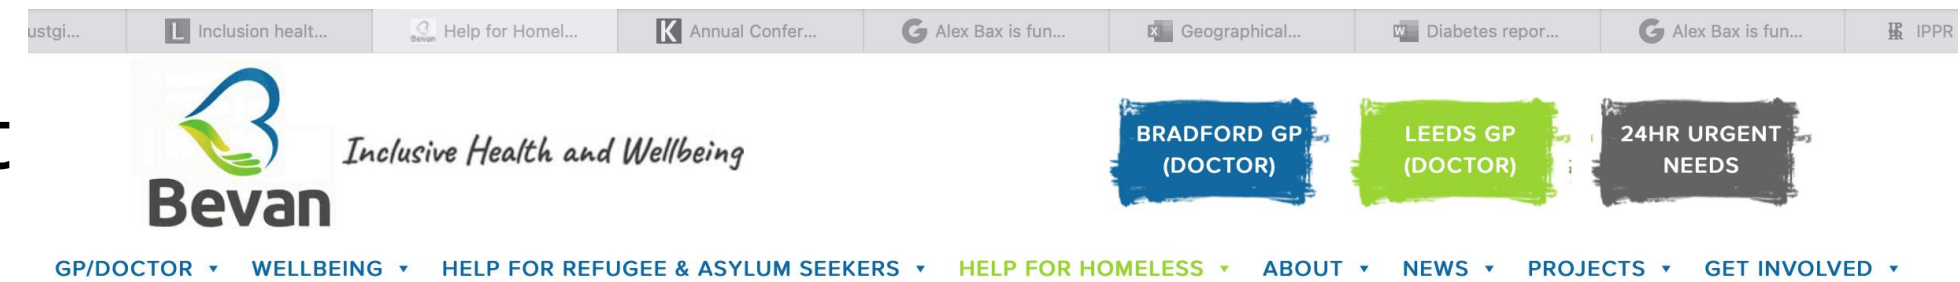 ustgi... Inclusion healt... Help for Homel... Annual Confer... Alex Bax is fun... Geographical... Diabetes repor... Alex Bax is fun... IPPR
t
Bevan
Inclusive Health and Wellbeing
BRADFORD GP
(DOCTOR)
LEEDS GP
(DOCTOR)
24HR URGENT
NEEDS
GP/DOCTOR WELLBEING HELP FOR REFUGEE & ASYLUM SEEKERS HELP FOR HOMELESS ABOUT NEWS PROJECTS GET INVOLVED